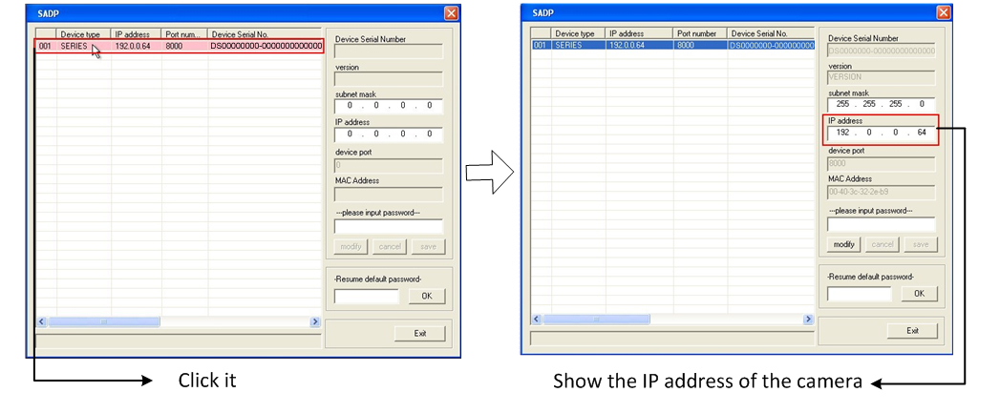 SADP
Device type IP address Port num... Device Serial No.
001 SERIES 192.0.0.64 8000 DS00000000-0000000000000
Device Serial Number
version
subnet mask
0 . 0 . 0 . 0
IP address
0 . 0 . 0 . 0
device port
0
MAC Address
---please input password---
modify cancel save
-Resume default password-
OK
Exit
Click it
SADP
Device type IP address Port number Device Serial No.
001 SERIES 192.0.0.64 8000 DS0000000-000000000
Device Serial Number
DS0000000-0000000000000
version
VERSION
subnet mask
255 . 255 . 255 . 0
IP address
192 . 0 . 0 . 64
device port
8000
MAC Address
00-40-3c-32-2e-b9
---please input password---
modify cancel save
-Resume default password-
OK
Exit
Show the IP address of the camera